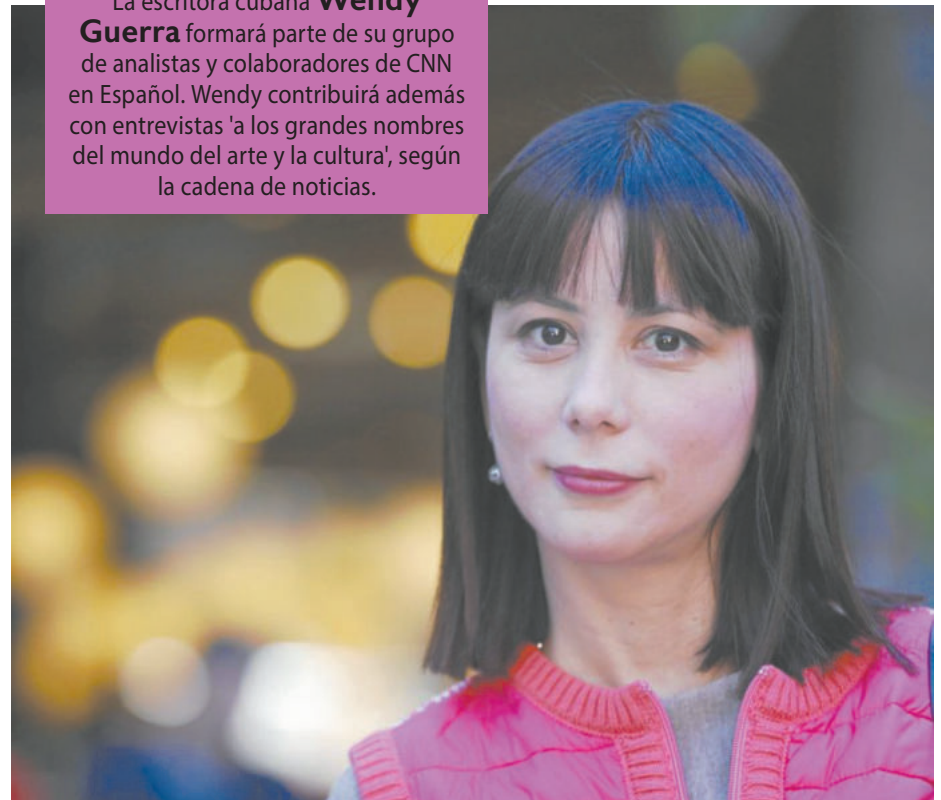 La escritora cubana Wendy
Guerra formará parte de su grupo
de analistas y colaboradores de CNN
en Español. Wendy contribuirá además
con entrevistas 'a los grandes nombres
del mundo del arte y la cultura', según
la cadena de noticias.